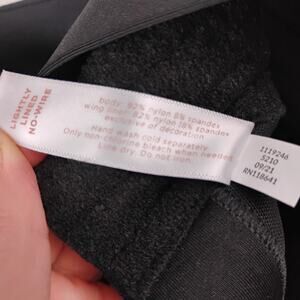 LIGHTLY
LINED
NO-WIRE
body: 92% nylon 8% spandex
wing liner: 82% nylon 18% spandex
exclusive of decoration
Hand wash cold separately
Only non-chlorine bleach when needed
Line dry. Do not iron.
1119246
5210
09/21
RN118641